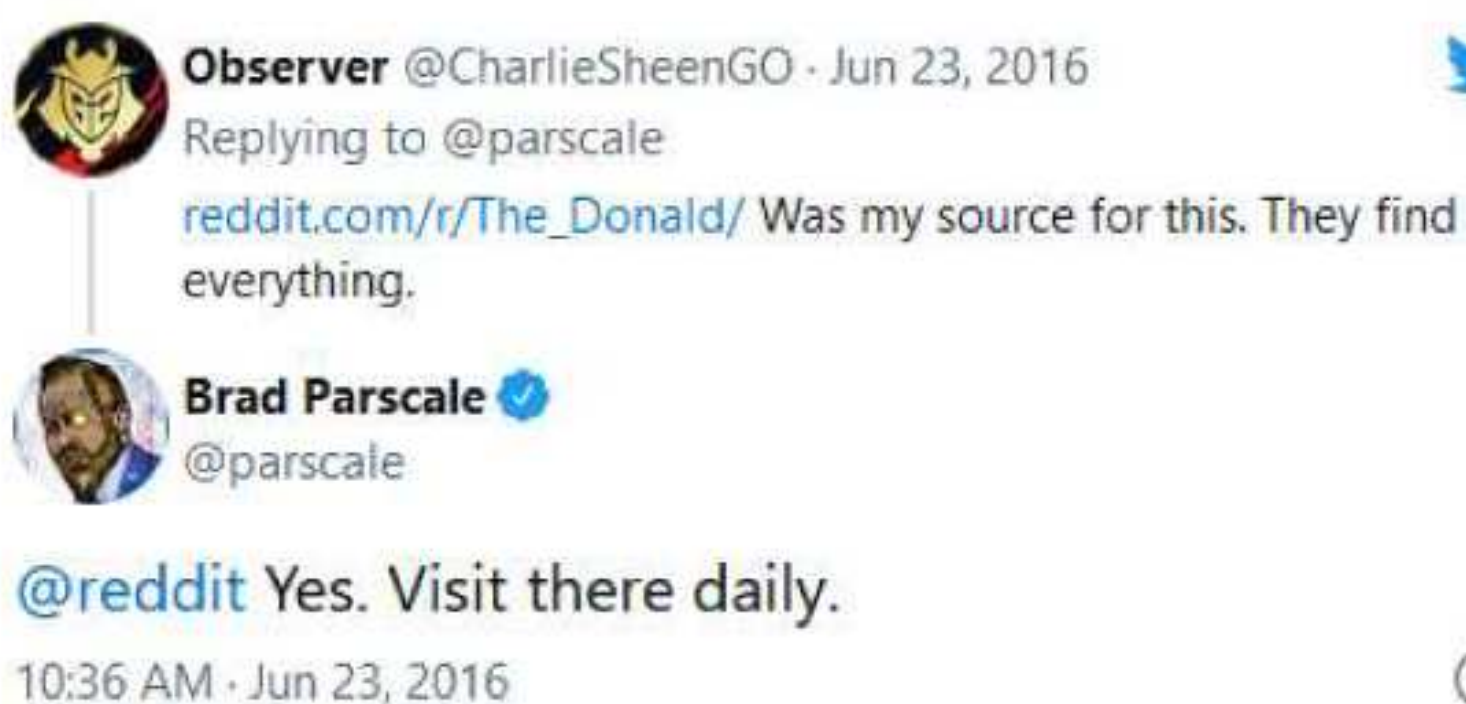 Observer @CharlieSheenGO · Jun 23, 2016
Replying to @parscale
reddit.com/r/The_Donald/ Was my source for this. They find
everything.
Brad Parscale
@parscale
@reddit Yes. Visit there daily.
10:36 AM · Jun 23, 2016